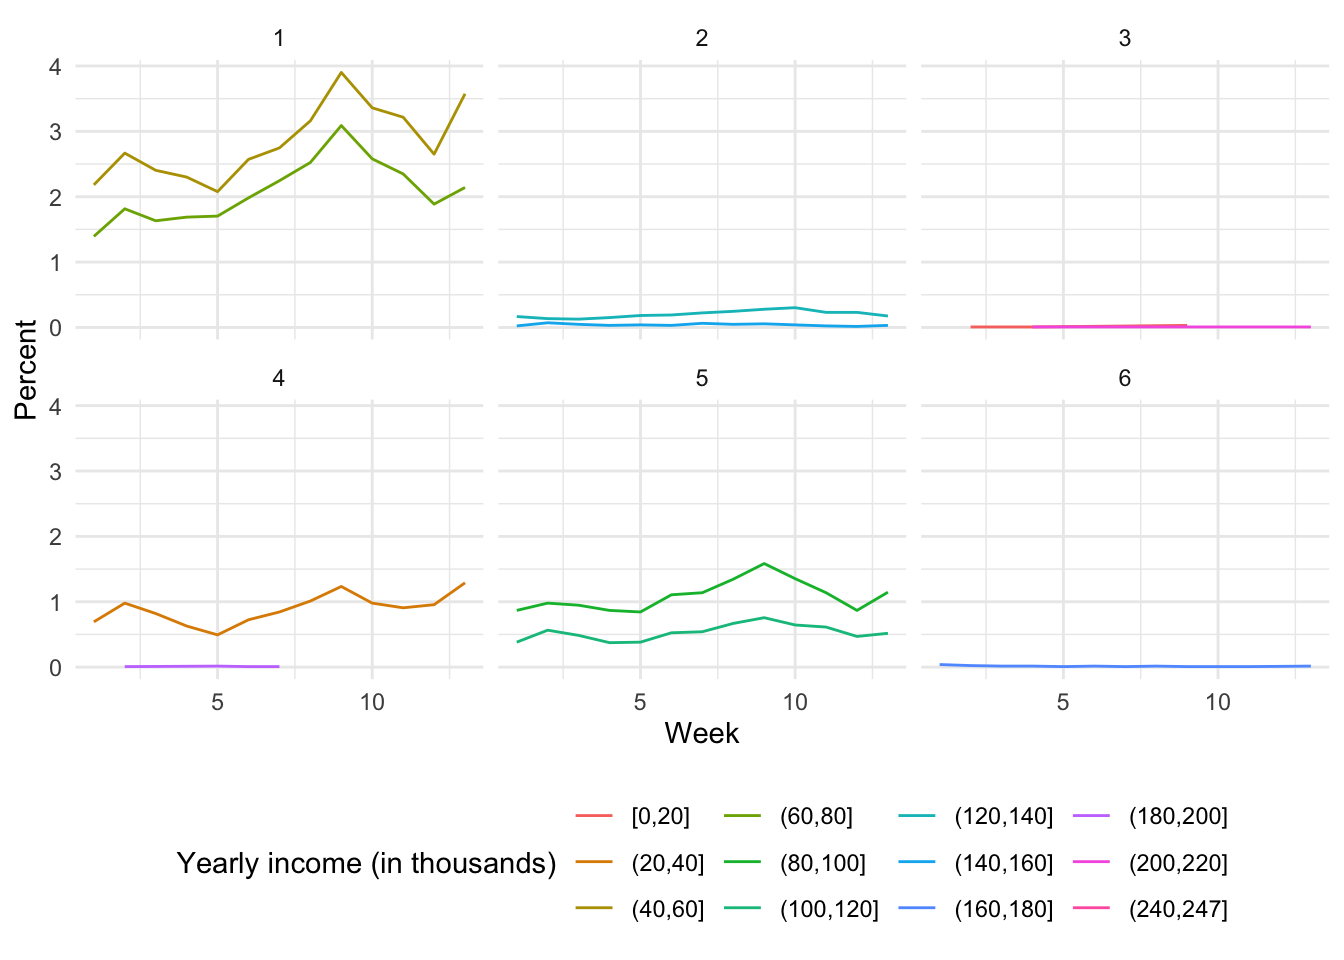 1 2 3
4
3
2
1
0
4 5 6
4
3
2
1
0
5 10 5 10 5 10
Percent
Week
Yearly income (in thousands)
[0,20] (60,80] (120,140] (180,200]
(20,40] (80,100] (140,160] (200,220]
(40,60] (100,120] (160,180] (240,247]